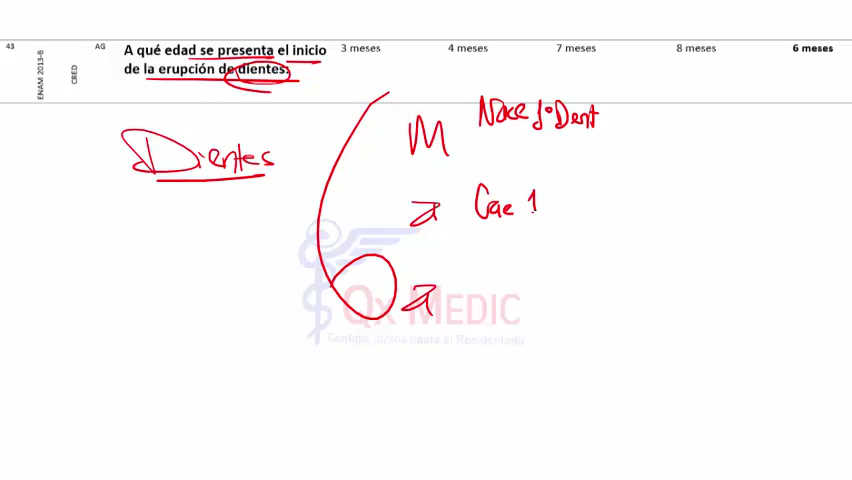 43 ENAM 2013-B CRED AG A qué edad se presenta el inicio 3 meses 4 meses 7 meses 8 meses 6 meses
de la erupción de dientes:
Dientes
M Nace 1° Dent
a Cae 1
a
Qx MEDIC
Contigo, juntos hasta el Residentado